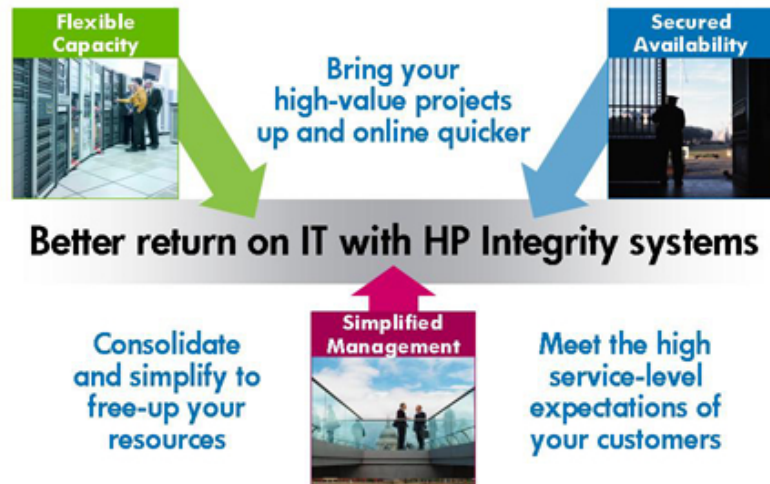 Flexible
Capacity
Secured
Availability
Bring your
high-value projects
up and online quicker
Better return on IT with HP Integrity systems
Simplified
Management
Consolidate
and simplify to
free-up your
resources
Meet the high
service-level
expectations of
your customers